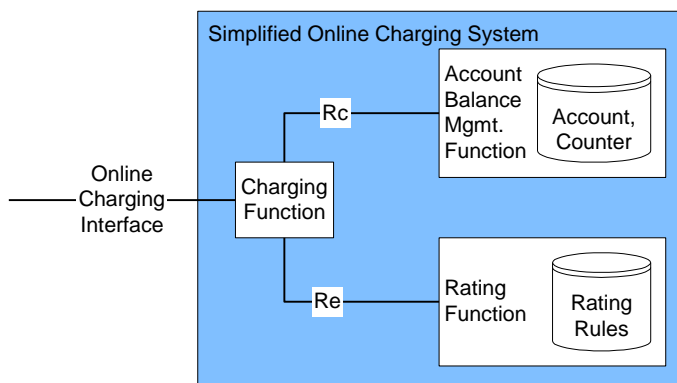 Simplified Online Charging System
Account
Balance
Mgmt.
Function
Account,
Counter
Rc
Online
Charging
Interface
Charging
Function
Re
Rating
Function
Rating
Rules